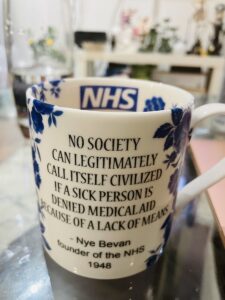 NHS
NO SOCIETY
CAN LEGITIMATELY
CALL ITSELF CIVILIZED
IF A SICK PERSON IS
DENIED MEDICAL AID
BECAUSE OF A LACK OF MEANS
- Nye Bevan
founder of the NHS
1948